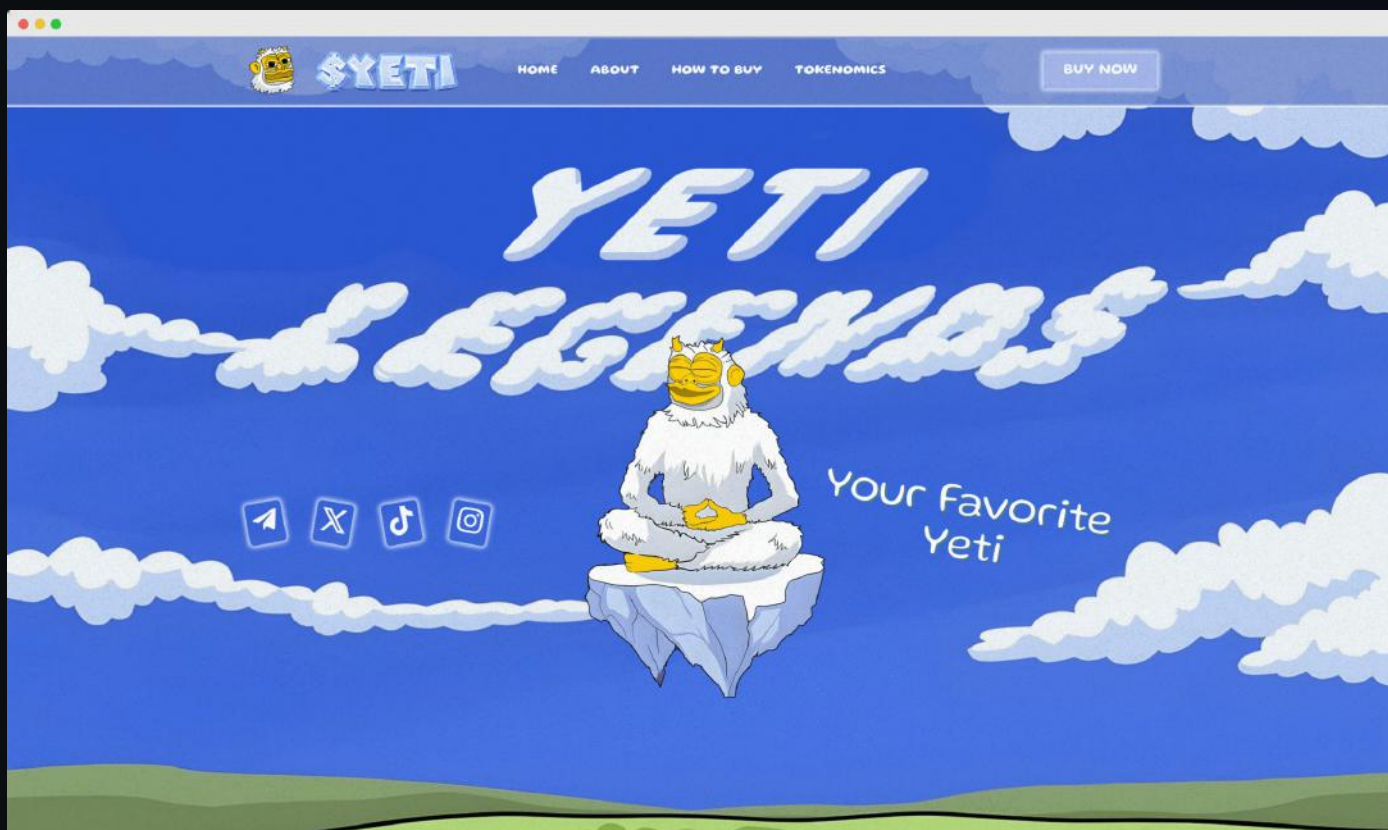 $YETI
HOME ABOUT HOW TO BUY TOKENOMICS
BUY NOW
YETI
LEGENDS
Your Favorite
Yeti